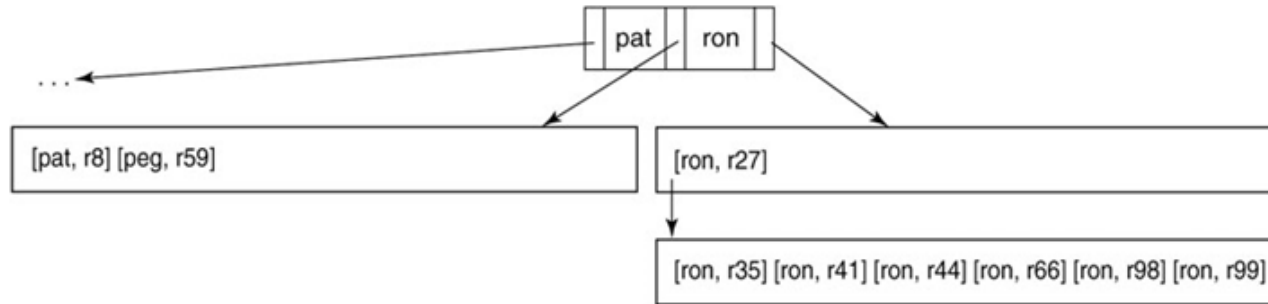 pat ron
...
[pat, r8] [peg, r59]
[ron, r27]
[ron, r35] [ron, r41] [ron, r44] [ron, r66] [ron, r98] [ron, r99]